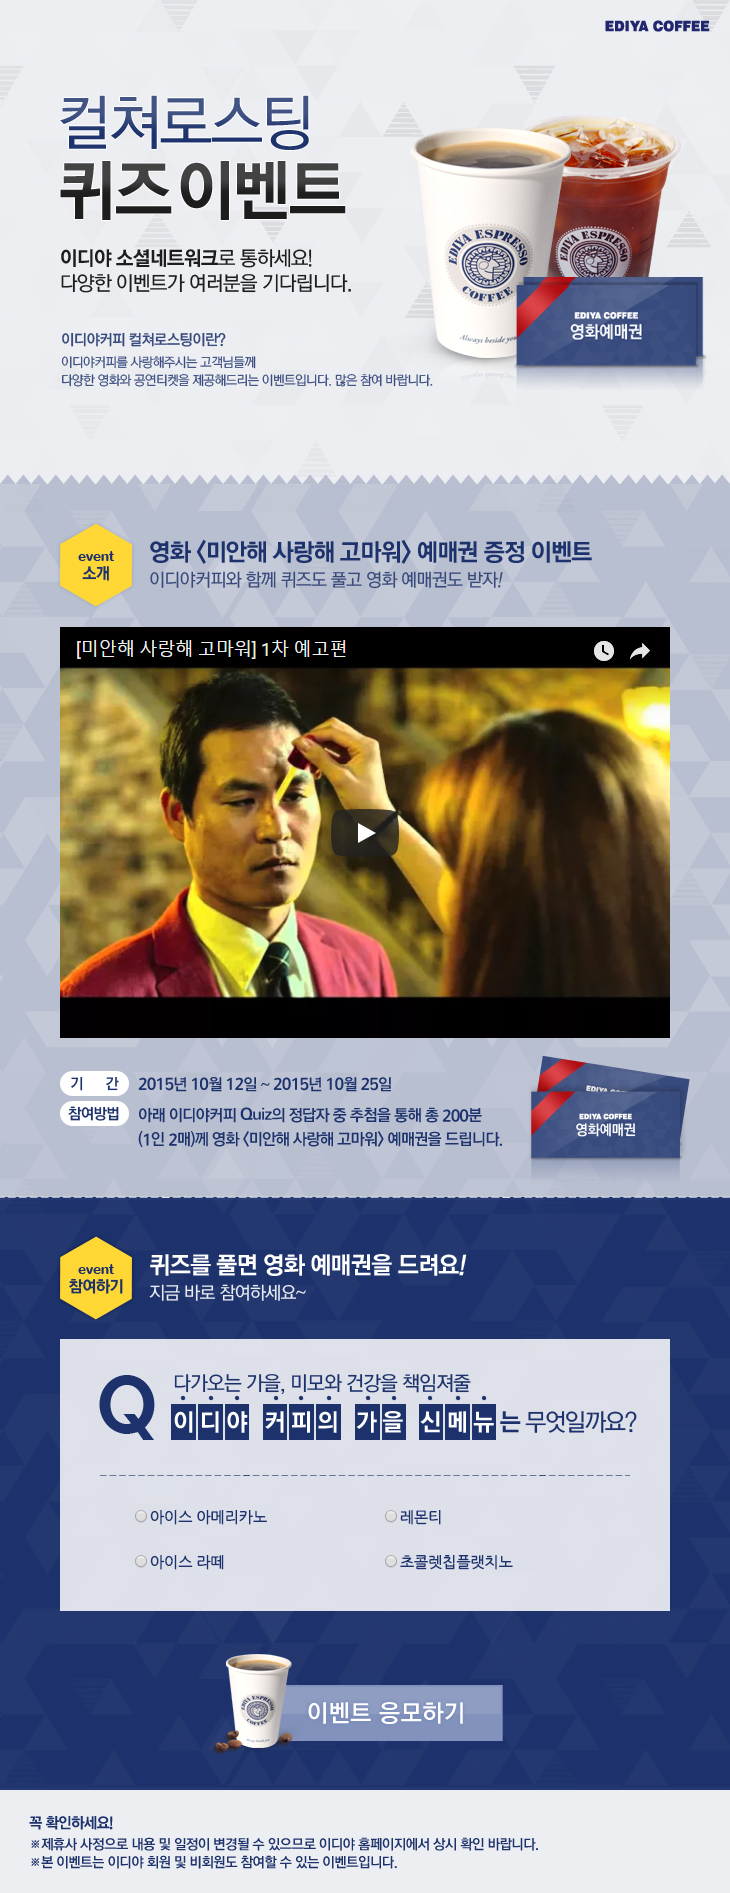 EDIYA COFFEE
컬쳐로스팅
퀴즈 이벤트
이디야 소셜네트워크로 통하세요!
다양한 이벤트가 여러분을 기다립니다.
이디야커피 컬쳐로스팅이란?
이디야커피를 사랑해주시는 고객님들께
다양한 영화와 공연티켓을 제공해드리는 이벤트입니다. 많은 참여 바랍니다.
EDIYA ESPRESSO
COFFEE
Always beside you
EDIYA ESPRESSO
EDIYA COFFEE
영화예매권
event
소개
영화 <미안해 사랑해 고마워> 예매권 증정 이벤트
이디야커피와 함께 퀴즈도 풀고 영화 예매권도 받자!
[미안해 사랑해 고마워] 1차 예고편
기 간 2015년 10월 12일 ~ 2015년 10월 25일
참여방법 아래 이디야커피 Quiz의 정답자 중 추첨을 통해 총 200분
(1인 2매)께 영화 <미안해 사랑해 고마워> 예매권을 드립니다.
EDIYA
EDIYA COFFEE
영화예매권
event
참여하기
퀴즈를 풀면 영화 예매권을 드려요!
지금 바로 참여하세요~
Q 다가오는 가을, 미모와 건강을 책임져줄
이디야 커피의 가을 신메뉴는 무엇일까요?
아이스 아메리카노 레몬티
아이스 라떼 초콜렛칩플랫치노
EDIYA ESPRESSO
COFFEE
이벤트 응모하기
꼭 확인하세요!
※제휴사 사정으로 내용 및 일정이 변경될 수 있으므로 이디야 홈페이지에서 상시 확인 바랍니다.
※본 이벤트는 이디야 회원 및 비회원도 참여할 수 있는 이벤트입니다.